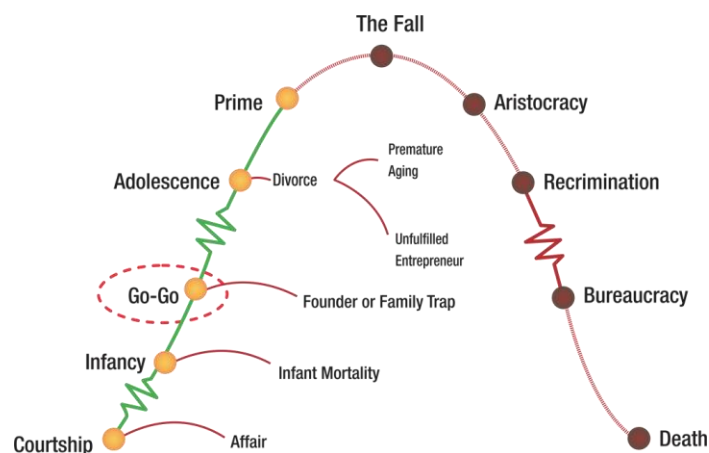 The Fall
Prime
Aristocracy
Adolescence
Divorce
Premature
Aging
Recrimination
Unfulfilled
Entrepreneur
Go-Go
Founder or Family Trap
Bureaucracy
Infancy
Infant Mortality
Courtship
Affair
Death